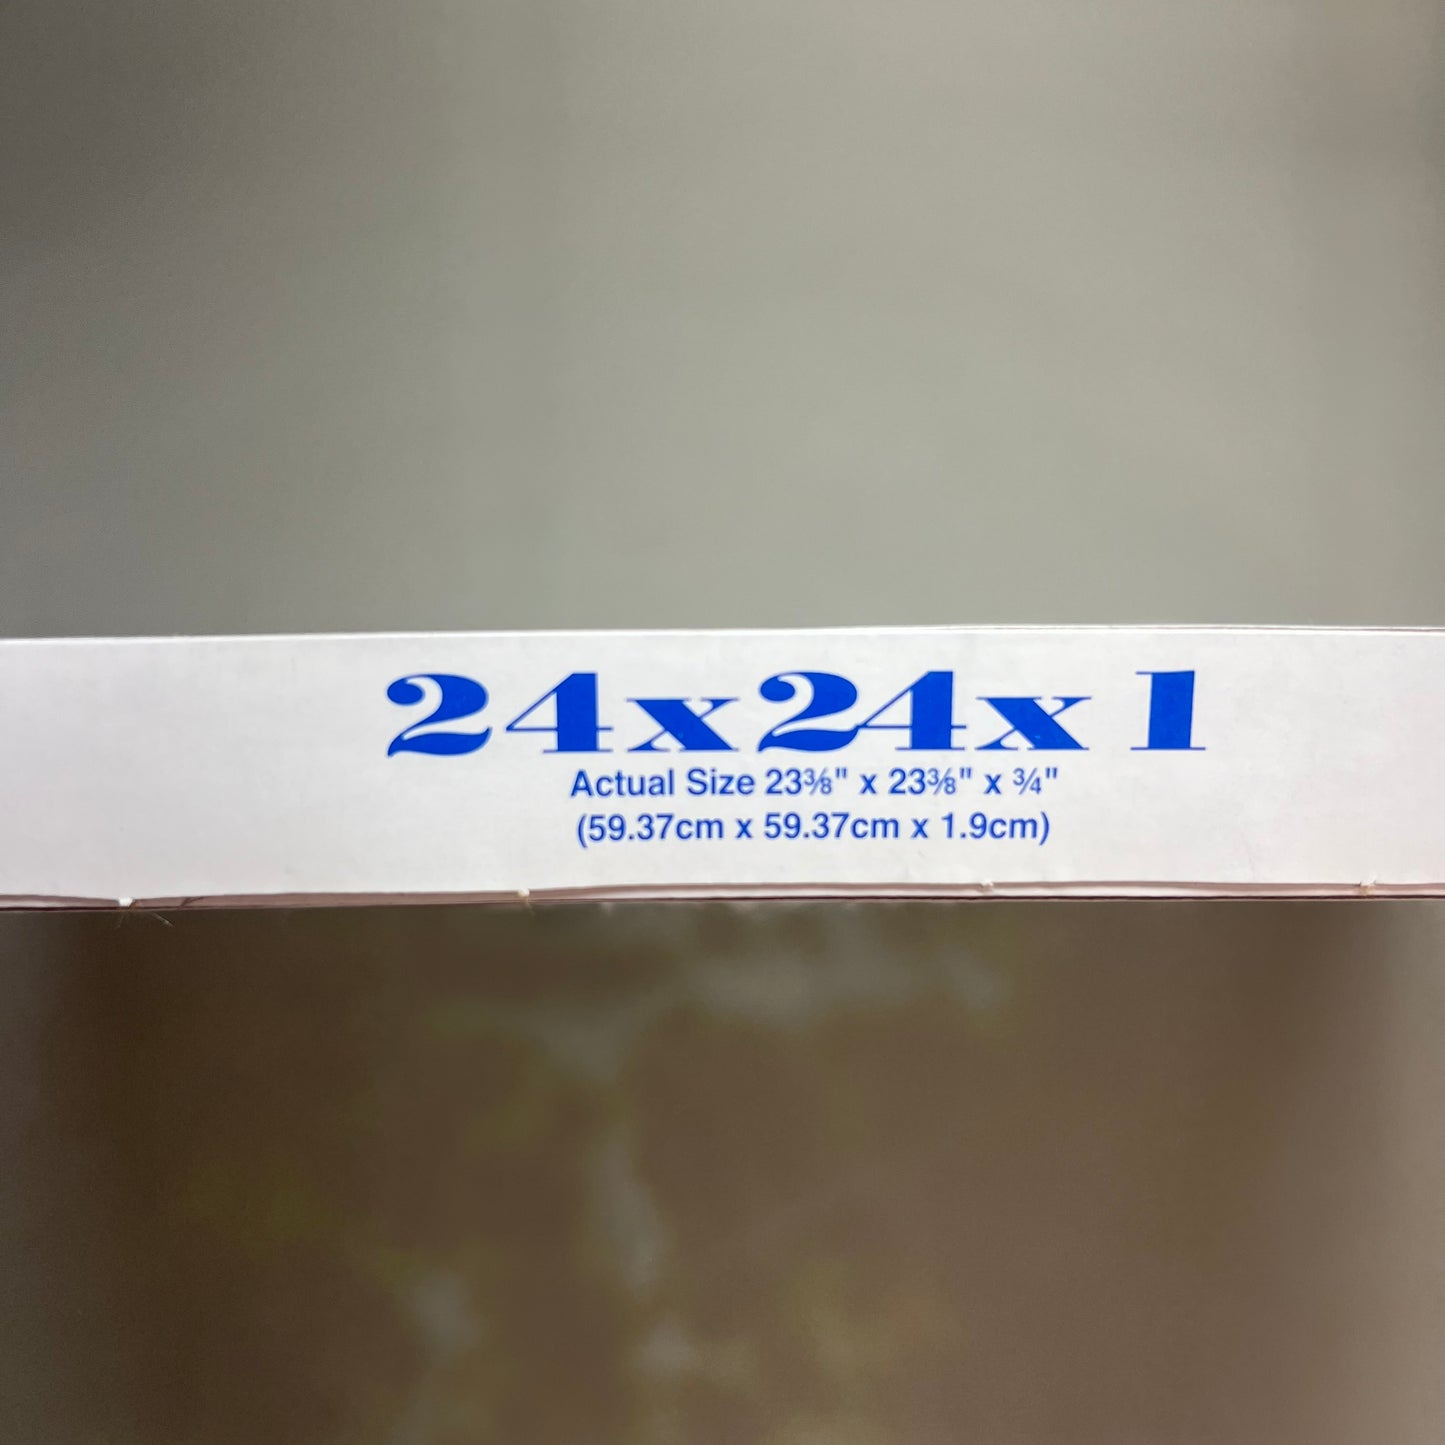 24x24x1
Actual Size 23⅜" x 23⅜" x ¾"
(59.37cm x 59.37cm x 1.9cm)